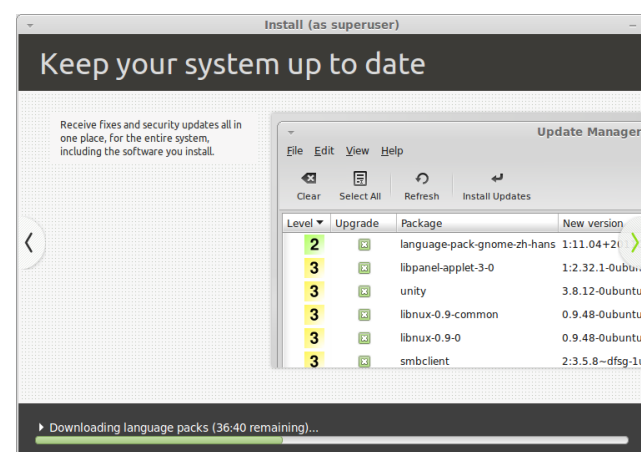 Install (as superuser)
Keep your system up to date
Receive fixes and security updates all in
one place, for the entire system,
including the software you install.
Update Manager
File Edit View Help
Clear Select All Refresh Install Updates
Level Upgrade Package New version
2 language-pack-gnome-zh-hans 1:11.04+20
3 libpanel-applet-3-0 1:2.32.1-0ubun
3 unity 3.8.12-0ubuntu
3 libnux-0.9-common 0.9.48-0ubuntu
3 libnux-0.9-0 0.9.48-0ubuntu
3 smbclient 2:3.5.8~dfsg-1u
Downloading language packs (36:40 remaining)...